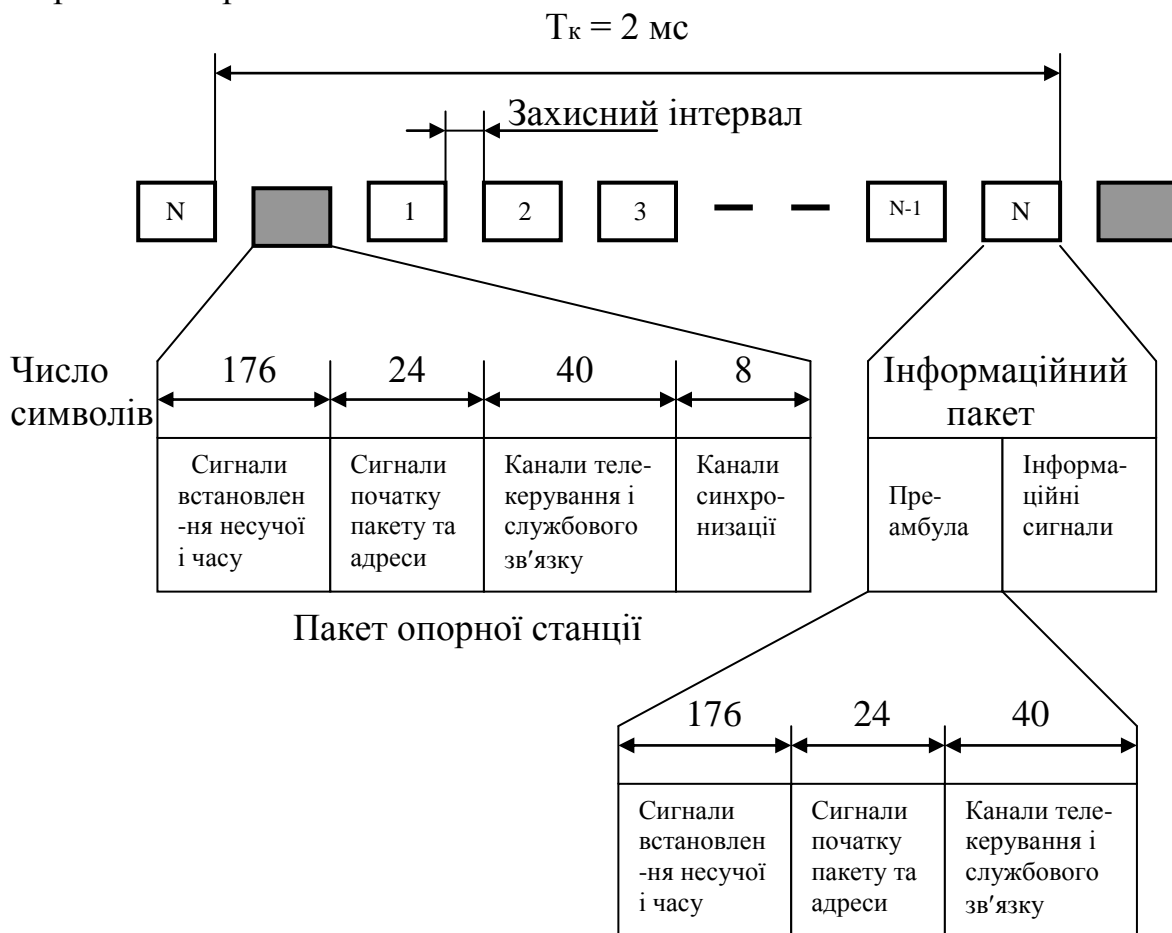 Tк = 2 мс
Захисний інтервал
N
1
2
3
N-1
N
Число
символів
176
24
40
8
Сигнали
встановлен
-ня несучої
і часу
Сигнали
початку
пакету та
адреси
Канали теле-
керування і
службового
зв′язку
Канали
синхро-
низації
Пакет опорної станції
Інформаційний
пакет
Пре-
амбула
Інформа-
ційні
сигнали
176
24
40
Сигнали
встановлен
-ня несучої
і часу
Сигнали
початку
пакету та
адреси
Канали теле-
керування і
службового
зв′язку